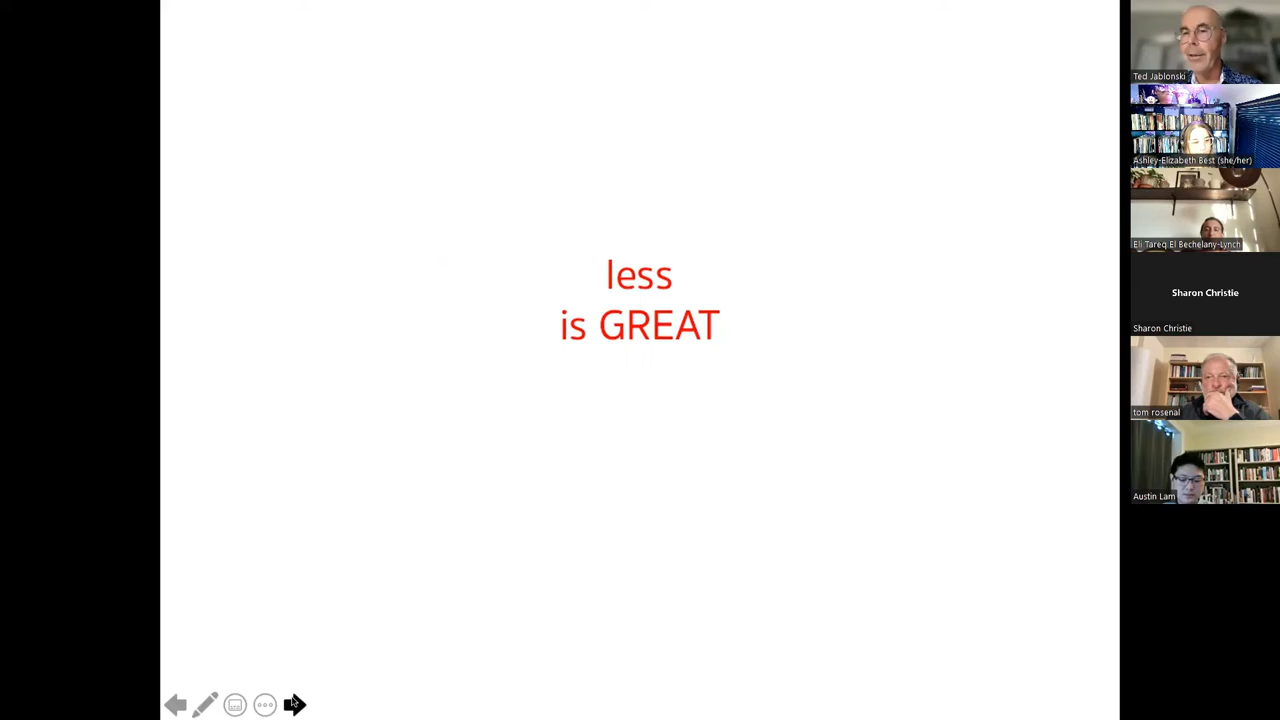 less
is GREAT
Ted Jablonski
Ashley-Elizabeth Best (she/her)
Eli Tareq El Bechelany-Lynch
Sharon Christie
Sharon Christie
tom rosenal
Austin Lam